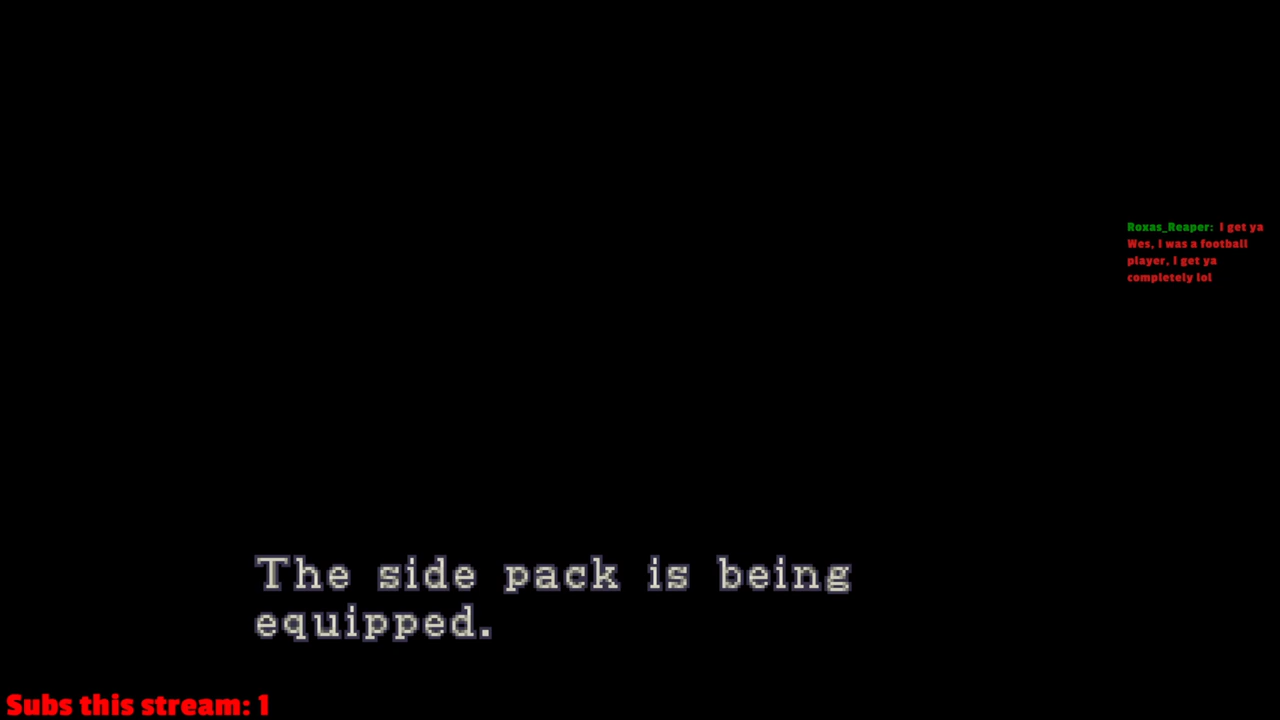 Roxas_Reaper: I get ya
Wes, I was a football
player, I get ya
completely lol
The side pack is being
equipped.
Subs this stream: 1